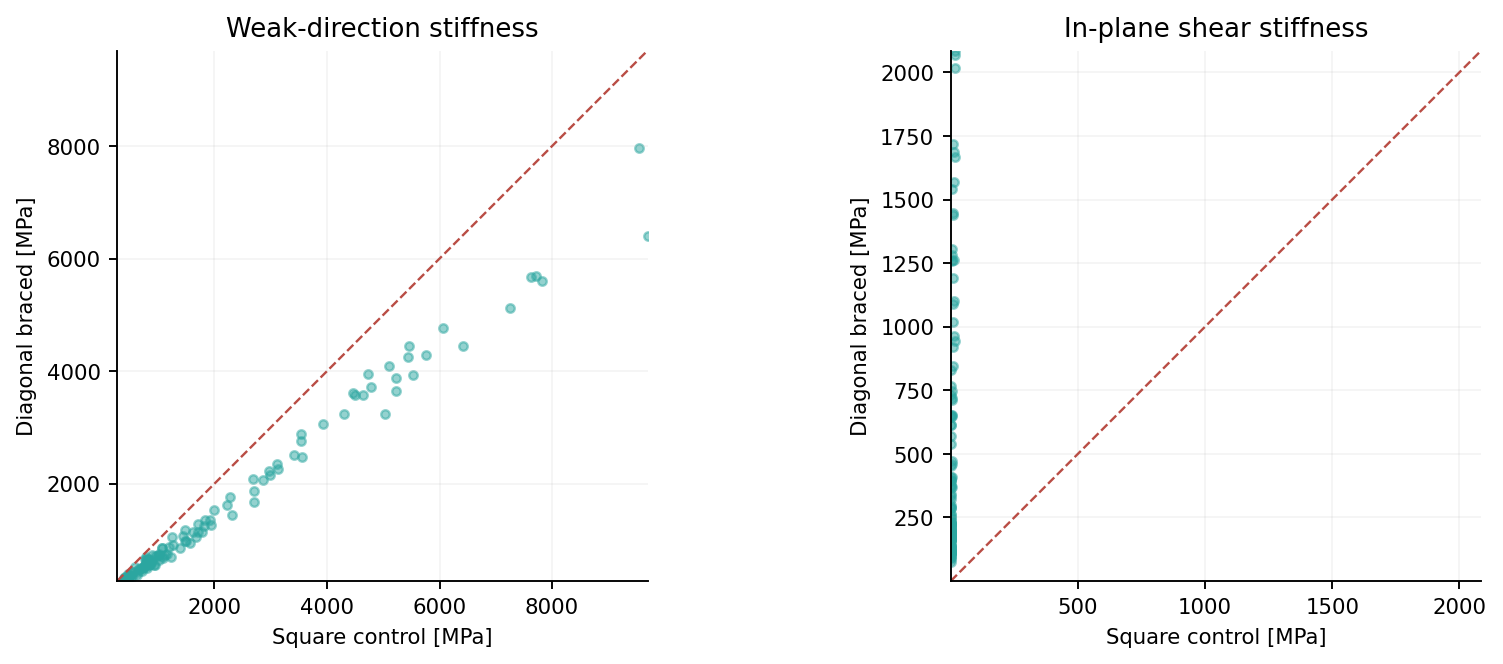 Weak-direction stiffness
Diagonal braced [MPa]
8000
6000
4000
2000
2000 4000 6000 8000
Square control [MPa]
In-plane shear stiffness
Diagonal braced [MPa]
2000
1750
1500
1250
1000
750
500
250
500 1000 1500 2000
Square control [MPa]